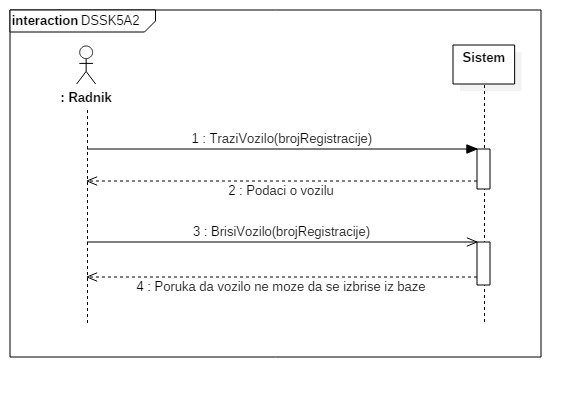 interaction DSSK5A2
Sistem
: Radnik
1 : TraziVozilo(brojRegistracije)
2 : Podaci o vozilu
3 : BrisiVozilo(brojRegistracije)
4 : Poruka da vozilo ne moze da se izbrise iz baze